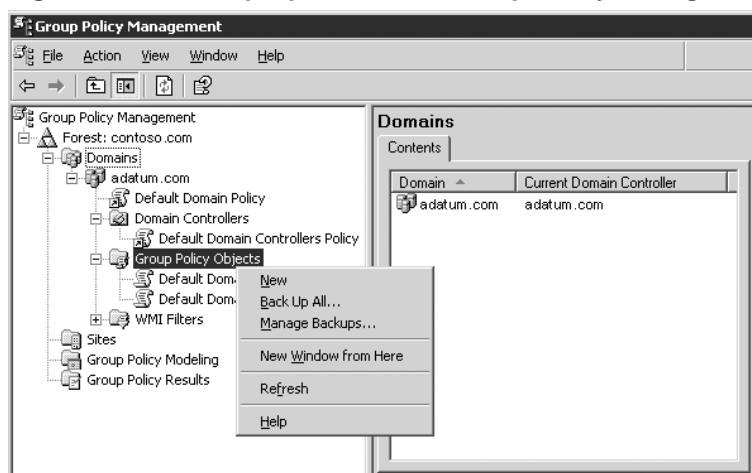 Group Policy Management
File Action View Window Help
Group Policy Management
Forest: contoso.com
Domains
adatum.com
Default Domain Policy
Domain Controllers
Default Domain Controllers Policy
Group Policy Objects
Default Dom
Default Dom
WMI Filters
Sites
Group Policy Modeling
Group Policy Results
New
Back Up All...
Manage Backups...
New Window from Here
Refresh
Help
Domains
Contents
Domain Current Domain Controller
adatum.com adatum.com